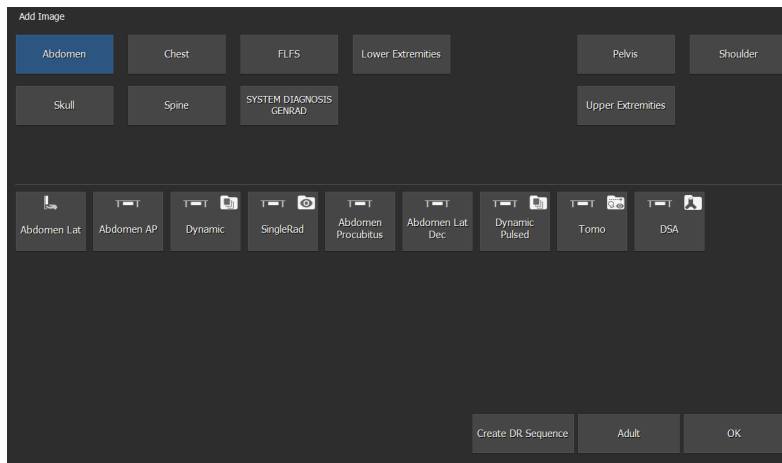 Add Image
Abdomen
Chest
FLFS
Lower Extremities
Pelvis
Shoulder
Skull
Spine
SYSTEM DIAGNOSIS
GENRAD
Upper Extremities
Abdomen Lat
Abdomen AP
Dynamic
SingleRad
Abdomen
Procubitus
Abdomen Lat
Dec
Dynamic
Pulsed
Tomo
DSA
Create DR Sequence
Adult
OK